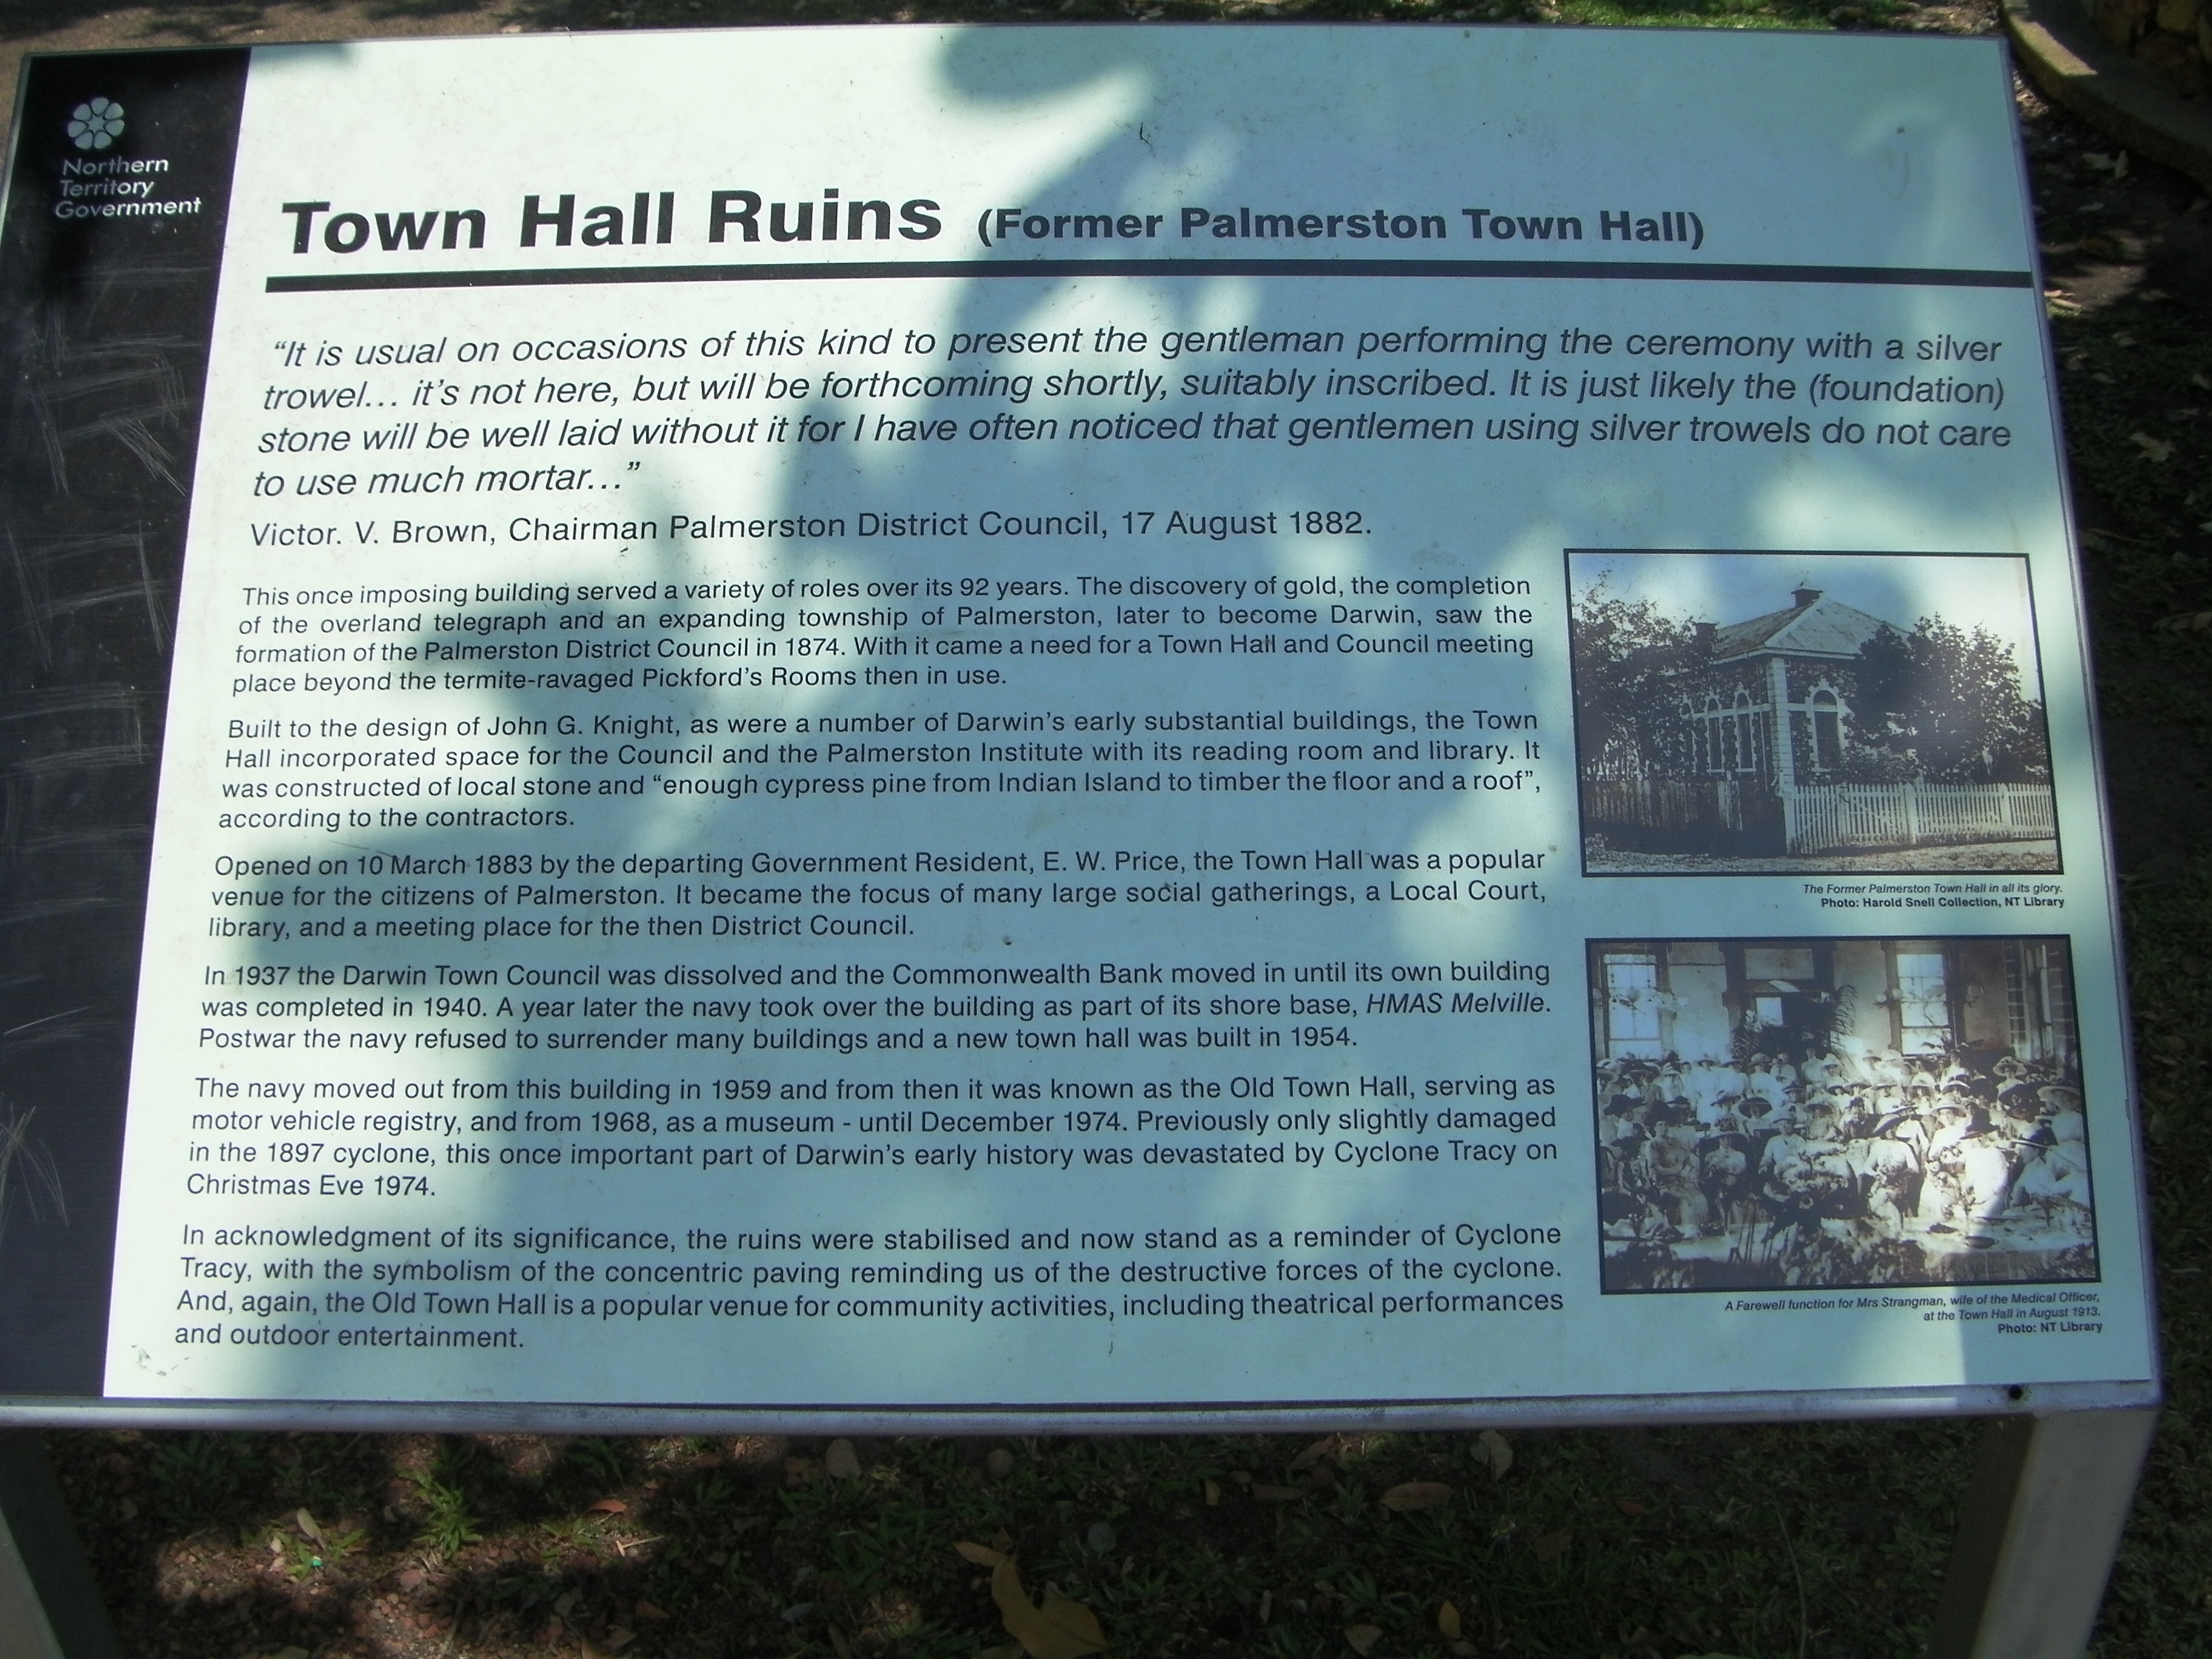 Northern
Territory
Government
Town Hall Ruins (Former Palmerston Town Hall)
“It is usual on occasions of this kind to present the gentleman performing the ceremony with a silver
trowel… it’s not here, but will be forthcoming shortly, suitably inscribed. It is just likely the (foundation)
stone will be well laid without it for I have often noticed that gentlemen using silver trowels do not care
to use much mortar…”
Victor. V. Brown, Chairman Palmerston District Council, 17 August 1882.
This once imposing building served a variety of roles over its 92 years. The discovery of gold, the completion
of the overland telegraph and an expanding township of Palmerston, later to become Darwin, saw the
formation of the Palmerston District Council in 1874. With it came a need for a Town Hall and Council meeting
place beyond the termite-ravaged Pickford’s Rooms then in use.
Built to the design of John G. Knight, as were a number of Darwin’s early substantial buildings, the Town
Hall incorporated space for the Council and the Palmerston Institute with its reading room and library. It
was constructed of local stone and “enough cypress pine from Indian Island to timber the floor and a roof”,
according to the contractors.
Opened on 10 March 1883 by the departing Government Resident, E. W. Price, the Town Hall was a popular
venue for the citizens of Palmerston. It became the focus of many large social gatherings, a Local Court,
library, and a meeting place for the then District Council.
In 1937 the Darwin Town Council was dissolved and the Commonwealth Bank moved in until its own building
was completed in 1940. A year later the navy took over the building as part of its shore base, HMAS Melville.
Postwar the navy refused to surrender many buildings and a new town hall was built in 1954.
The navy moved out from this building in 1959 and from then it was known as the Old Town Hall, serving as
motor vehicle registry, and from 1968, as a museum - until December 1974. Previously only slightly damaged
in the 1897 cyclone, this once important part of Darwin’s early history was devastated by Cyclone Tracy on
Christmas Eve 1974.
In acknowledgment of its significance, the ruins were stabilised and now stand as a reminder of Cyclone
Tracy, with the symbolism of the concentric paving reminding us of the destructive forces of the cyclone.
And, again, the Old Town Hall is a popular venue for community activities, including theatrical performances
and outdoor entertainment.
The Former Palmerston Town Hall in all its glory.
Photo: Harold Snell Collection, NT Library
A Farewell function for Mrs Strangman, wife of the Medical Officer,
at the Town Hall in August 1913.
Photo: NT Library